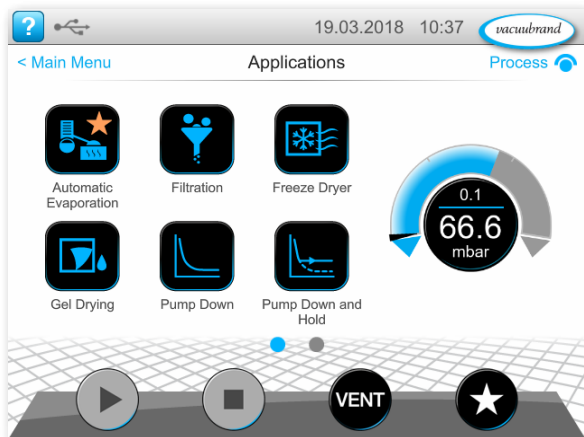 ?
19.03.2018 10:37
vacuubrand
< Main Menu
Applications
Process
Automatic
Evaporation
Filtration
Freeze Dryer
0.1
66.6
mbar
Gel Drying
Pump Down
Pump Down and
Hold
VENT